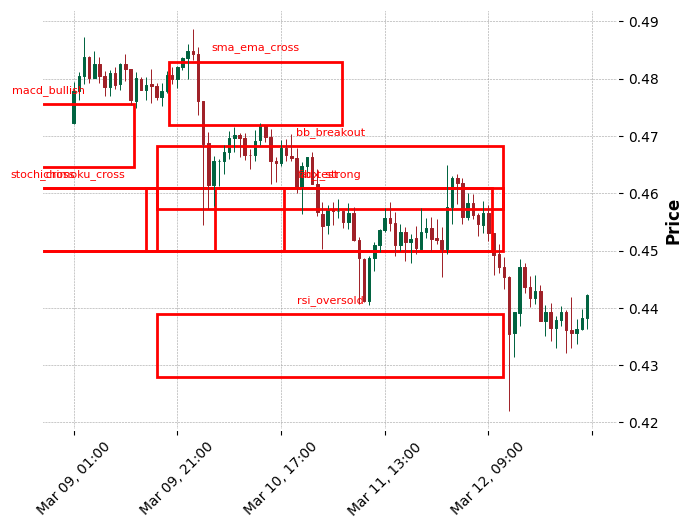 0.49
sma_ema_cross
0.48
macd_bullish
0.47
bb_breakout
stoch_cross
ichimoku_cross
0.46
0.45
Price
rsi_oversold
0.44
0.43
0.42
Mar 09, 01:00
Mar 09, 21:00
Mar 10, 17:00
Mar 11, 13:00
Mar 12, 09:00